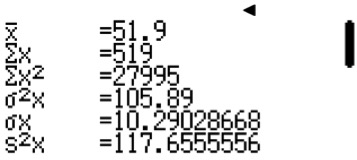 ◄
x̄ =51.9
Σx =519
Σx² =27995
σ²x =105.89
σx =10.29028668
s²x =117.6555556